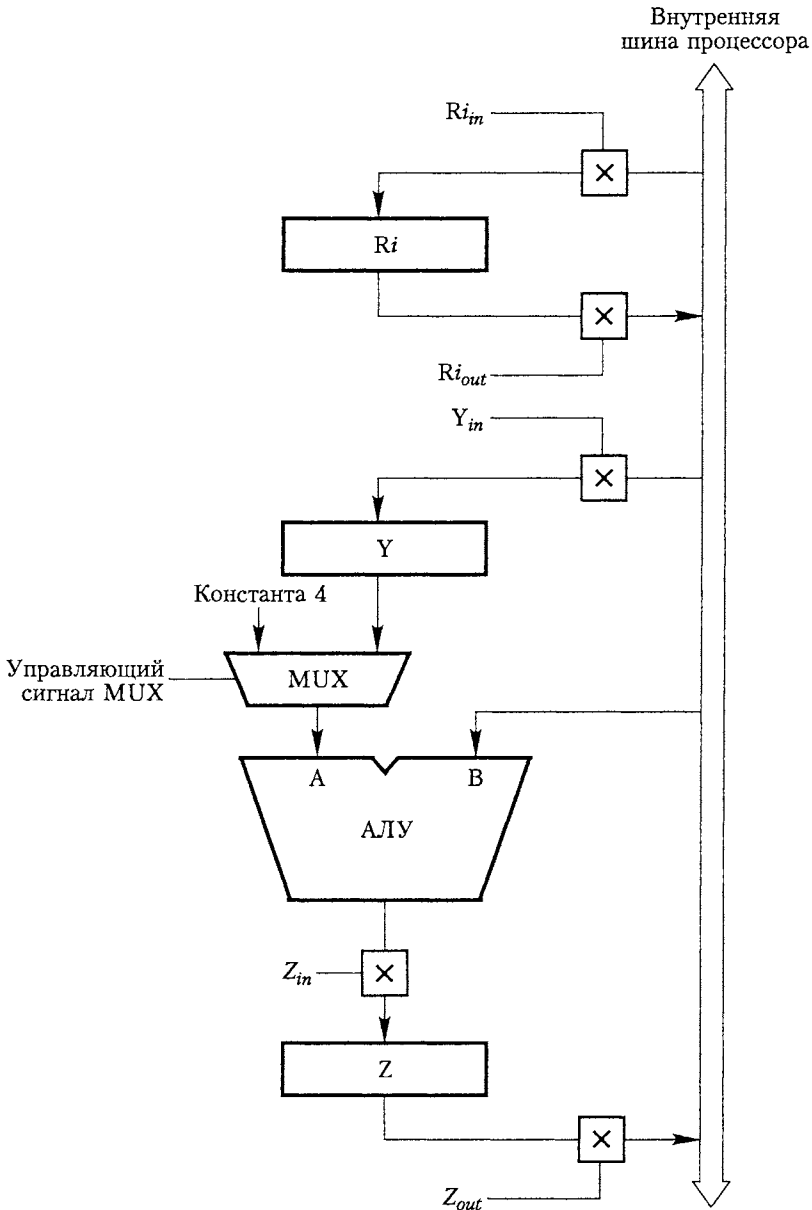 Внутренняя
шина процессора
Ri_in
Ri
Ri_out
Y_in
Y
Константа 4
Управляющий
сигнал MUX
MUX
A
B
АЛУ
Z_in
Z
Z_out